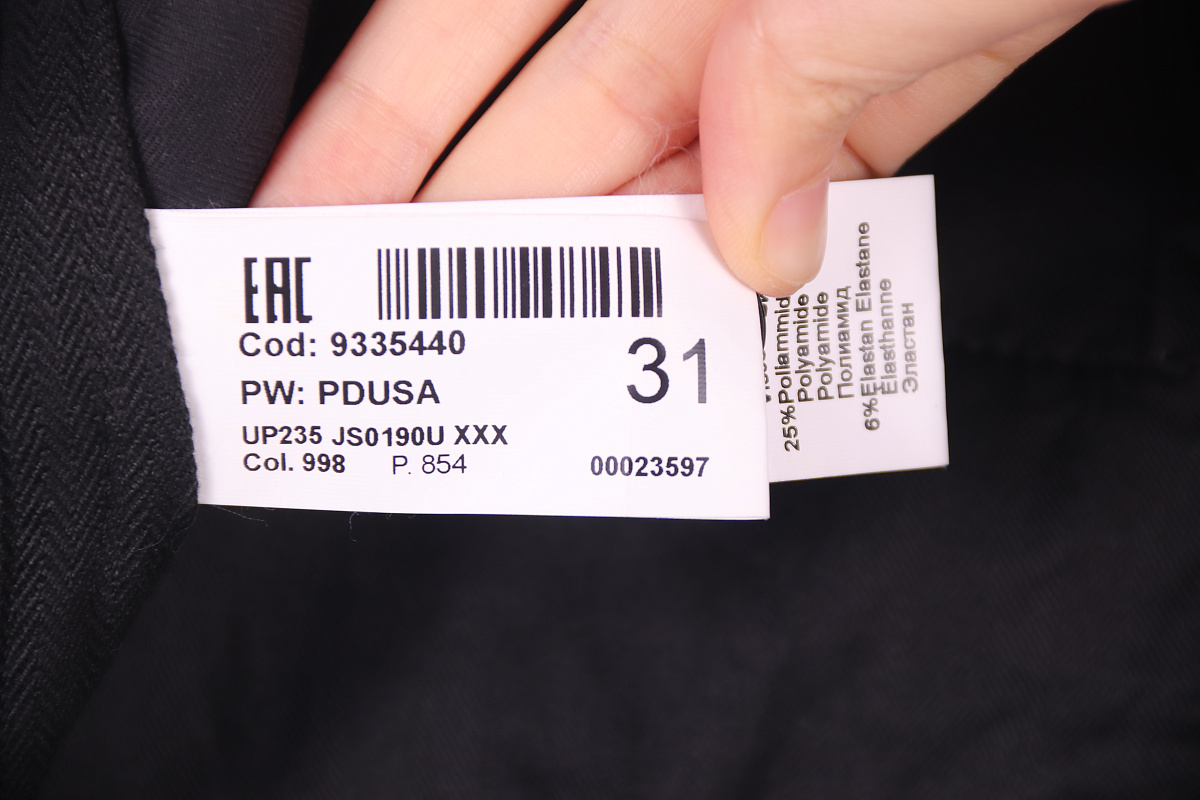 EAC
Cod: 9335440
31
PW: PDUSA
UP235 JS0190U XXX
Col. 998 P. 854
00023597
25%Poliammid
Polyamide
Polyamide
Полиамид
6%Elastan Elastane
Elasthanne
Эластан